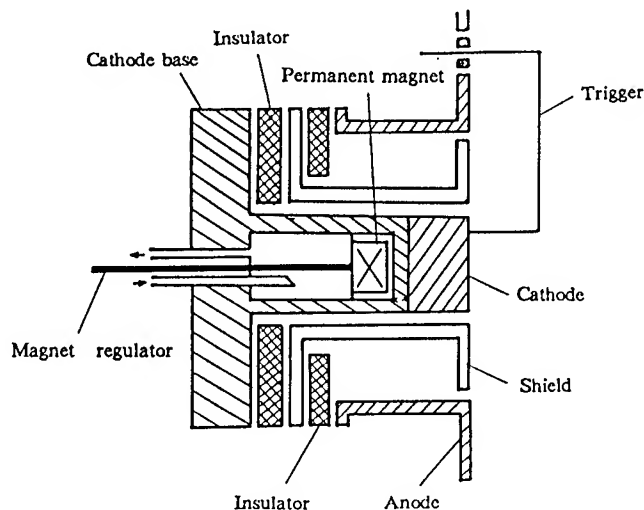 Insulator
Cathode base
Permanent magnet
Trigger
Cathode
Magnet regulator
Shield
Insulator
Anode